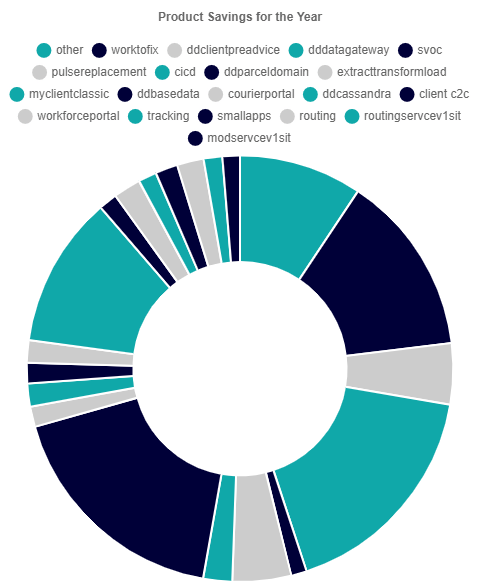 Product Savings for the Year
other worktofix ddclientpreadvice dddatagateway svoc
pulsereplacement cicd ddparceldomain extracttransformload
myclientclassic ddbasedata courierportal ddcassandra client c2c
workforceportal tracking smallapps routing routingservcev1sit
modservcev1sit